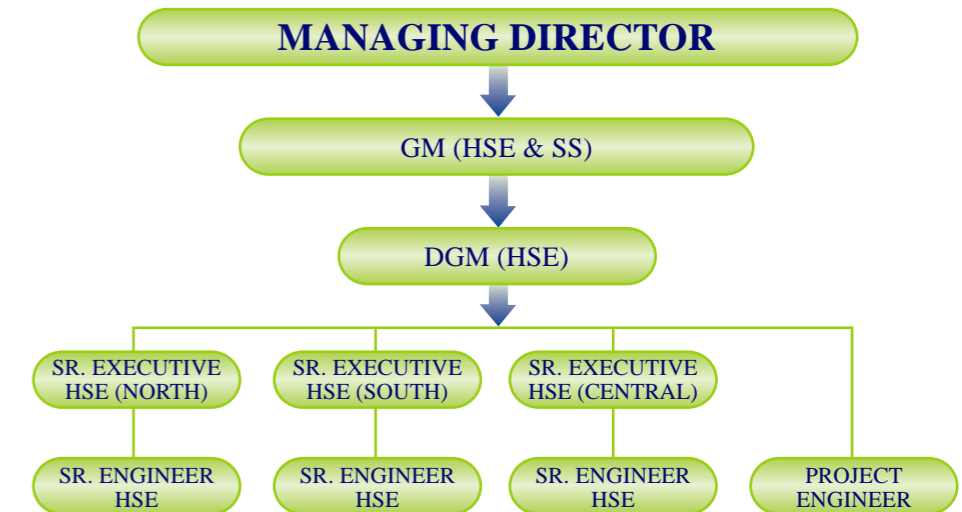 MANAGING DIRECTOR
GM (HSE & SS)
DGM (HSE)
SR. EXECUTIVE
HSE (NORTH)
SR. EXECUTIVE
HSE (SOUTH)
SR. EXECUTIVE
HSE (CENTRAL)
SR. ENGINEER
HSE
SR. ENGINEER
HSE
SR. ENGINEER
HSE
PROJECT
ENGINEER